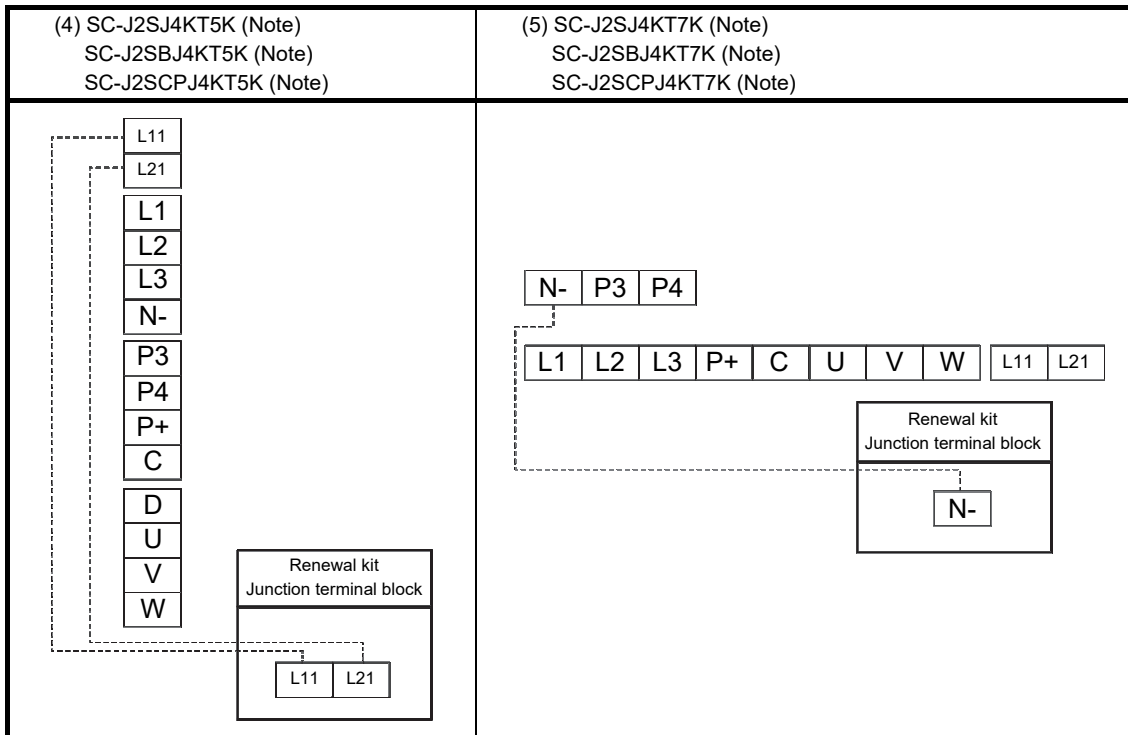 (4) SC-J2SJ4KT5K (Note)
SC-J2SBJ4KT5K (Note)
SC-J2SCPJ4KT5K (Note)
(5) SC-J2SJ4KT7K (Note)
SC-J2SBJ4KT7K (Note)
SC-J2SCPJ4KT7K (Note)
L11
L21
L1
L2
L3
N-
P3
P4
P+
C
D
U
V
W
Renewal kit
Junction terminal block
L11 L21
N- P3 P4
L1 L2 L3 P+ C U V W L11 L21
Renewal kit
Junction terminal block
N-